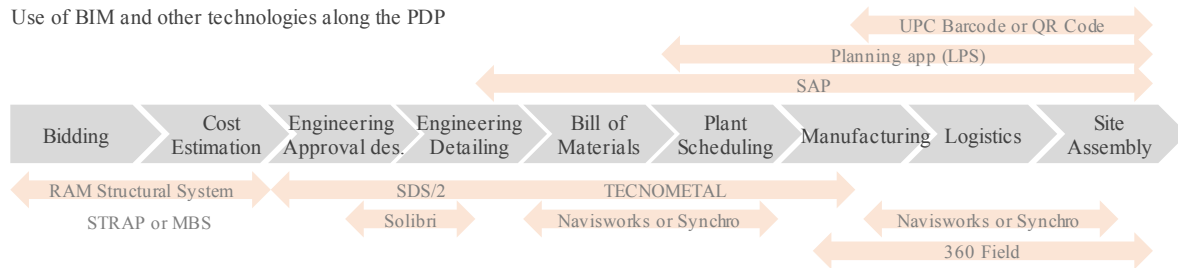 Use of BIM and other technologies along the PDP
UPC Barcode or QR Code
Planning app (LPS)
SAP
Bidding
Cost
Estimation
Engineering
Approval des.
Engineering
Detailing
Bill of
Materials
Plant
Scheduling
Manufacturing
Logistics
Site
Assembly
RAM Structural System
SDS/2
TECNOMETAL
STRAP or MBS
Solibri
Navisworks or Synchro
Navisworks or Synchro
360 Field